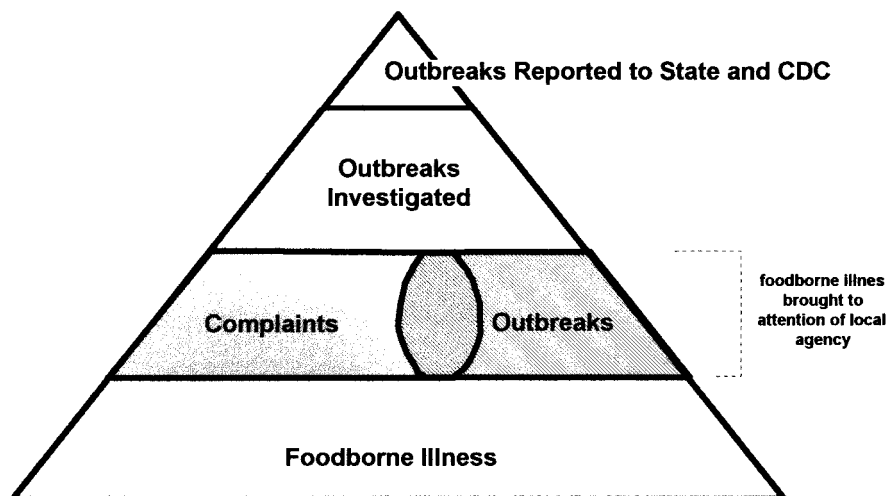 Outbreaks Reported to State and CDC
Outbreaks
Investigated
Complaints
Outbreaks
foodborne illnes
brought to
attention of local
agency
Foodborne Illness